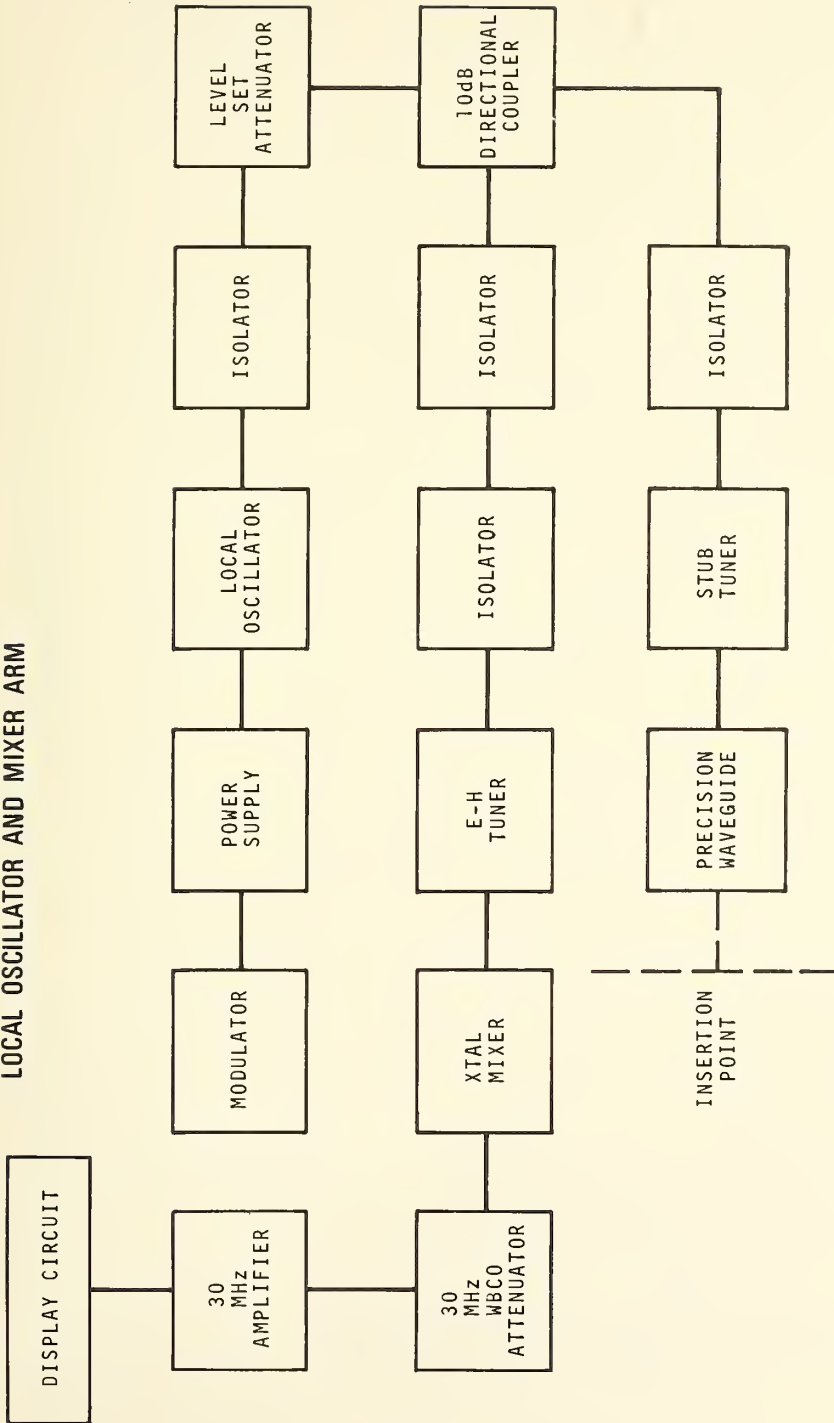 LOCAL OSCILLATOR AND MIXER ARM
DISPLAY CIRCUIT
30
MHz
AMPLIFIER
MODULATOR
POWER
SUPPLY
LOCAL
OSCILLATOR
ISOLATOR
LEVEL
SET
ATTENUATOR
30
MHz
WBCO
ATTENUATOR
XTAL
MIXER
E-H
TUNER
ISOLATOR
ISOLATOR
10dB
DIRECTIONAL
COUPLER
INSERTION
POINT
PRECISION
WAVEGUIDE
STUB
TUNER
ISOLATOR